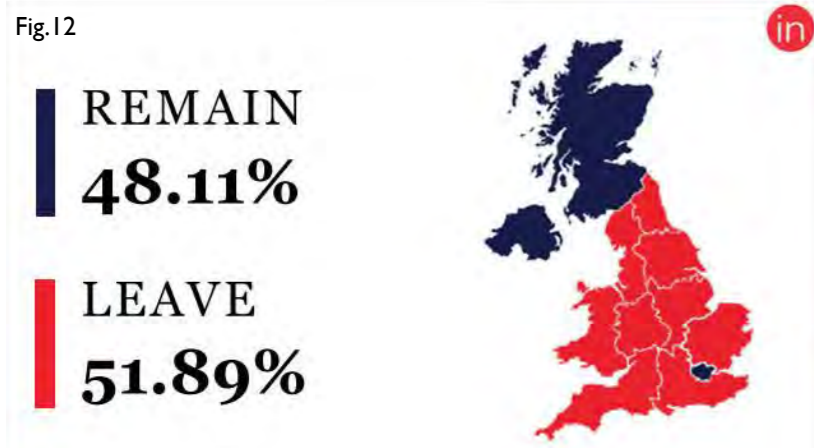 Fig.12
in
REMAIN
48.11%
LEAVE
51.89%